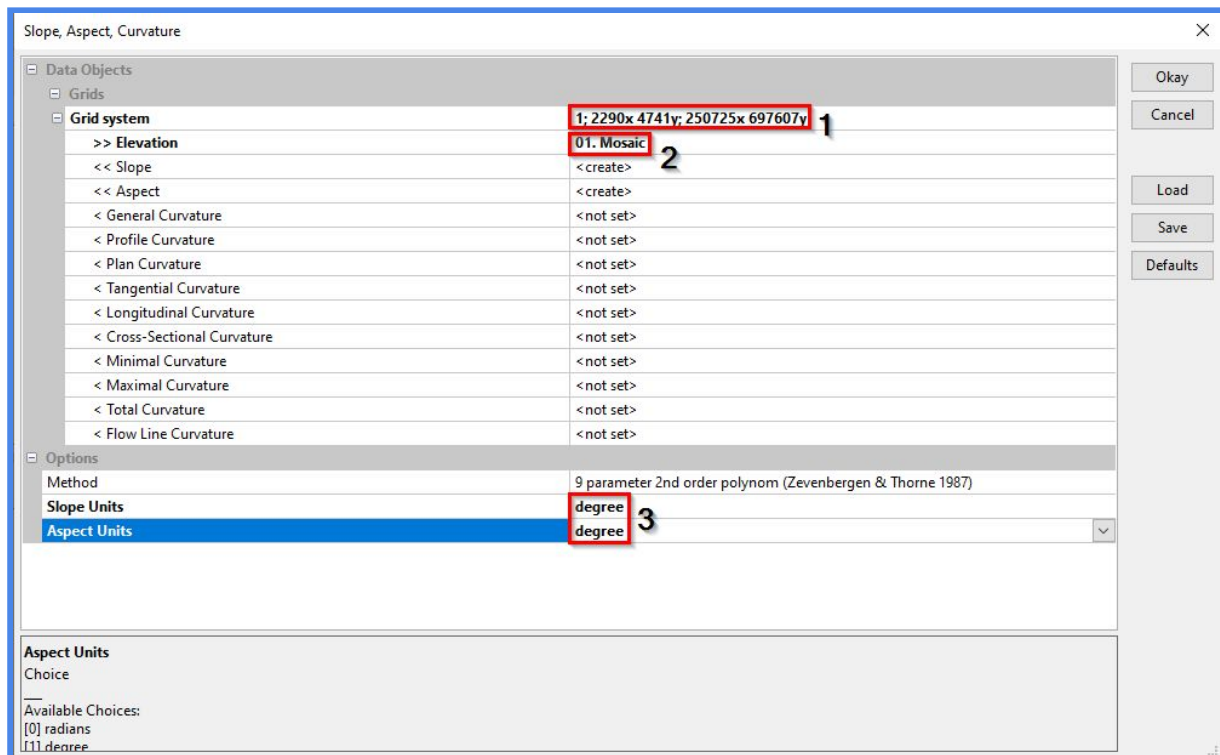 Slope, Aspect, Curvature
Data Objects
Grids
Grid system 1; 2290x 4741y; 250725x 697607y 1
>> Elevation 01. Mosaic 2
<< Slope <create>
<< Aspect <create>
< General Curvature <not set>
< Profile Curvature <not set>
< Plan Curvature <not set>
< Tangential Curvature <not set>
< Longitudinal Curvature <not set>
< Cross-Sectional Curvature <not set>
< Minimal Curvature <not set>
< Maximal Curvature <not set>
< Total Curvature <not set>
< Flow Line Curvature <not set>
Options
Method 9 parameter 2nd order polynom (Zevenbergen & Thorne 1987)
Slope Units degree 3
Aspect Units degree
Okay
Cancel
Load
Save
Defaults
Aspect Units
Choice
__
Available Choices:
[0] radians
[1] degree